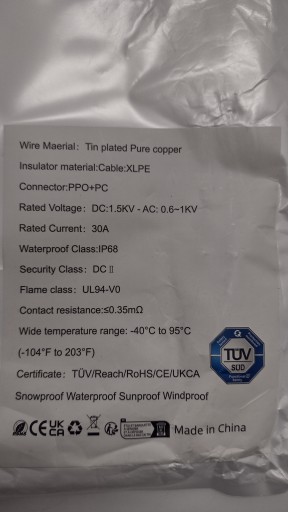 Wire Maerial: Tin plated Pure copper
Insulator material:Cable:XLPE
Connector:PPO+PC
Rated Voltage: DC:1.5KV - AC: 0.6~1KV
Rated Current: 30A
Waterproof Class:IP68
Security Class: DC II
Flame class: UL94-V0
Contact resistance:≤0.35mΩ
Wide temperature range: -40°C to 95°C
(-104°F to 203°F)
TÜV
SÜD
Certificate: TÜV/Reach/RoHS/CE/UKCA
Snowproof Waterproof Sunproof Windproof
CE UK CA Made in China